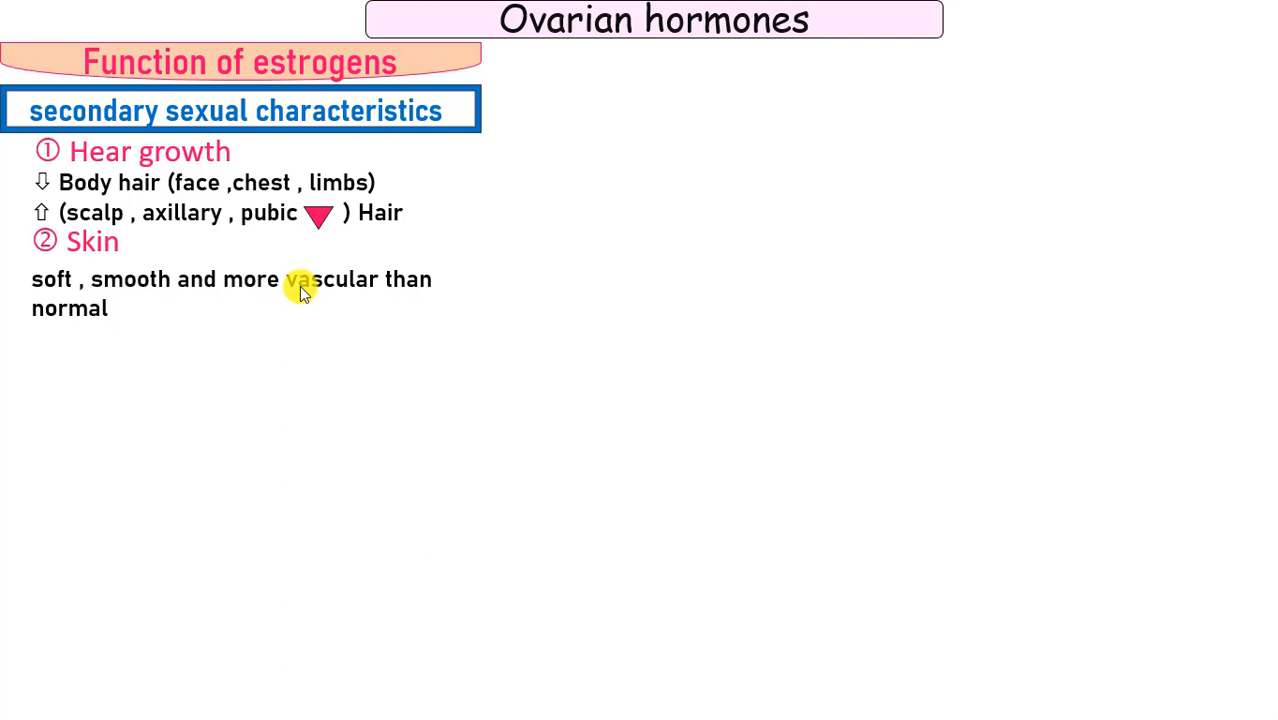 Ovarian hormones
Function of estrogens
secondary sexual characteristics
① Hear growth
⇩ Body hair (face ,chest , limbs)
⇧ (scalp , axillary , pubic ) Hair
② Skin
soft , smooth and more vascular than
normal